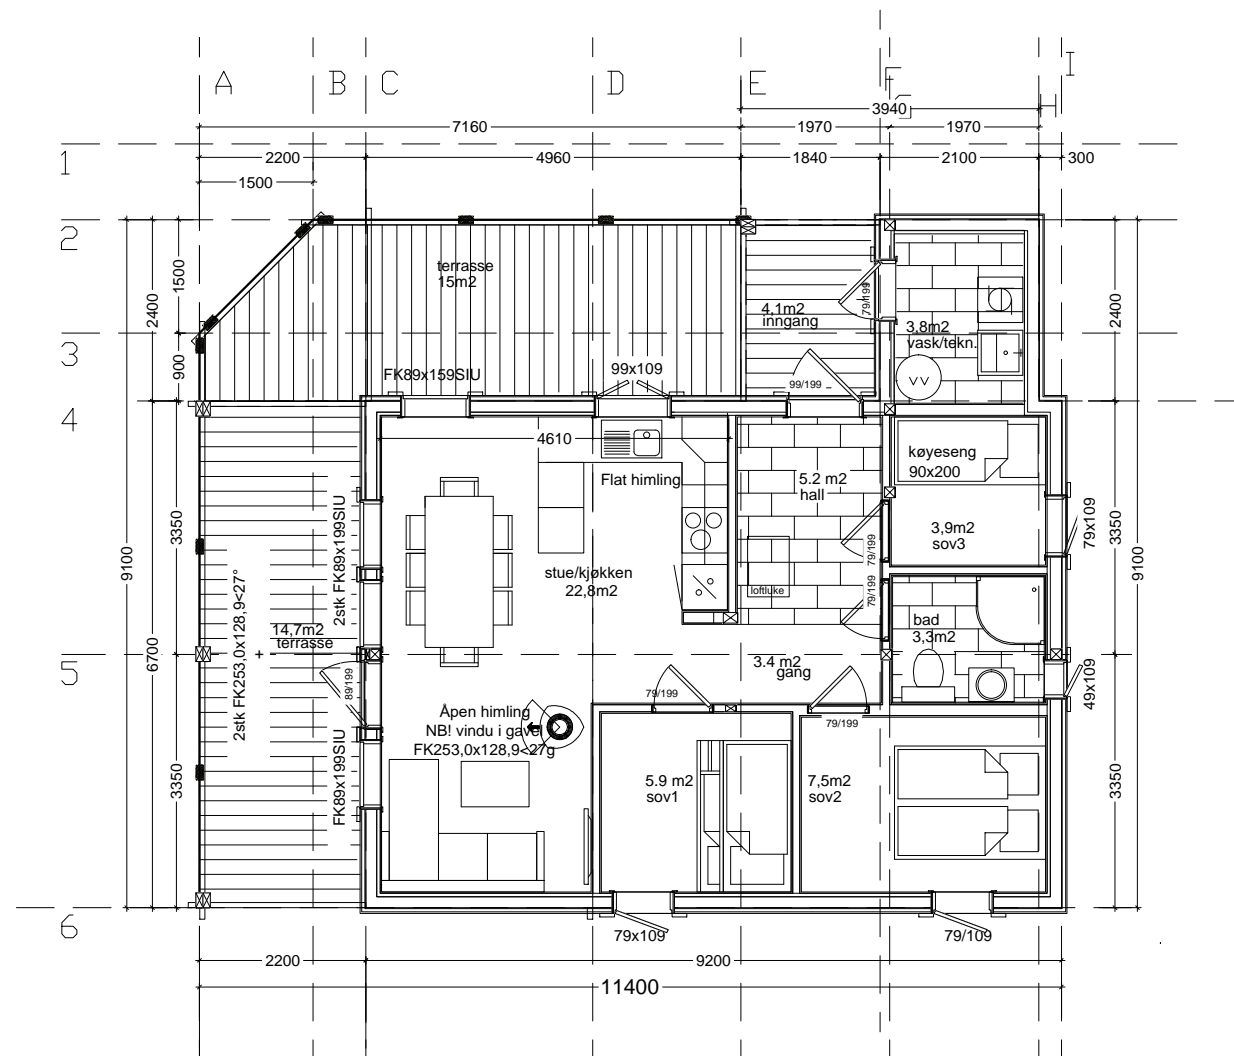 A
B
C
D
E
F
G
H
I
3940
7160
1970
1970
2200
4960
1840
2100
300
1500
1
2
3
4
5
6
9100
2400
6700
1500
900
3350
3350
2400
3350
3350
9100
terrasse
15m2
4,1m2
inngang
79/199
3,8m2
vask/tekn.
VV
FK89x159SIU
99x109
99/199
4610
Flat himling
5.2 m2
hall
køyeseng
90x200
3,9m2
sov3
79/199
79x109
2stk FK89x199SIU
stue/kjøkken
22,8m2
loftluke
79/199
bad
3,3m2
2stk FK253,0x128,9<27°
14,7m2
terrasse
89/199
3.4 m2
gang
49x109
79/199
79/199
Åpen himling
NB! vindu i gavel
FK253,0x128,9<27g
FK89x199SIU
5.9 m2
sov1
7,5m2
sov2
79x109
79/109
2200
9200
11400